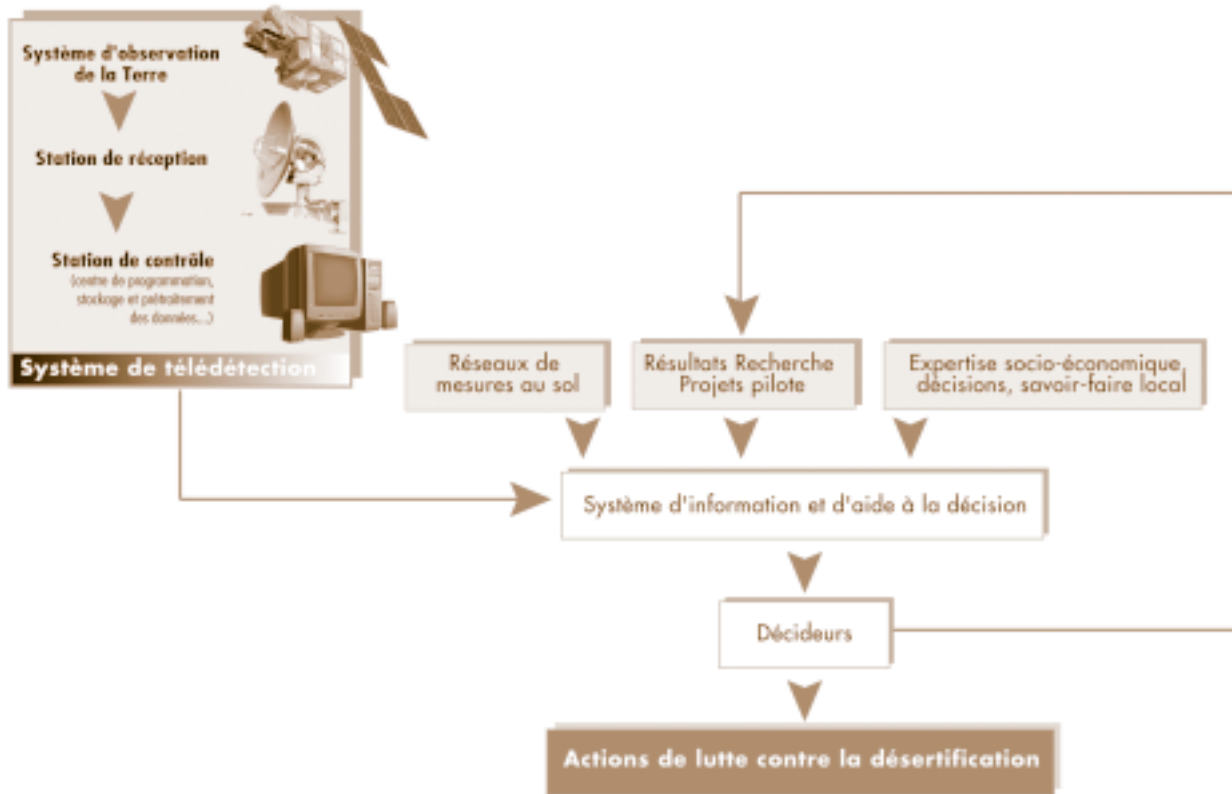 Système d'observation
de la Terre
Station de réception
Station de contrôle
(centre de programmation,
stockage et prétraitement
des données...)
Système de télédétection
Réseaux de
mesures au sol
Résultats Recherche
Projets pilote
Expertise socio-économique
décisions, savoir-faire local
Système d'information et d'aide à la décision
Décideurs
Actions de lutte contre la désertification